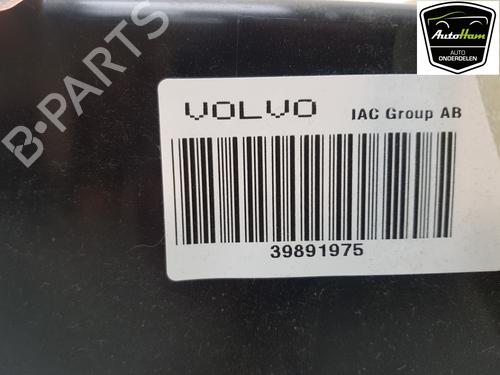 AutoHam
AUTO
ONDERDELEN
VOLVO IAC Group AB
39891975
B-PARTS